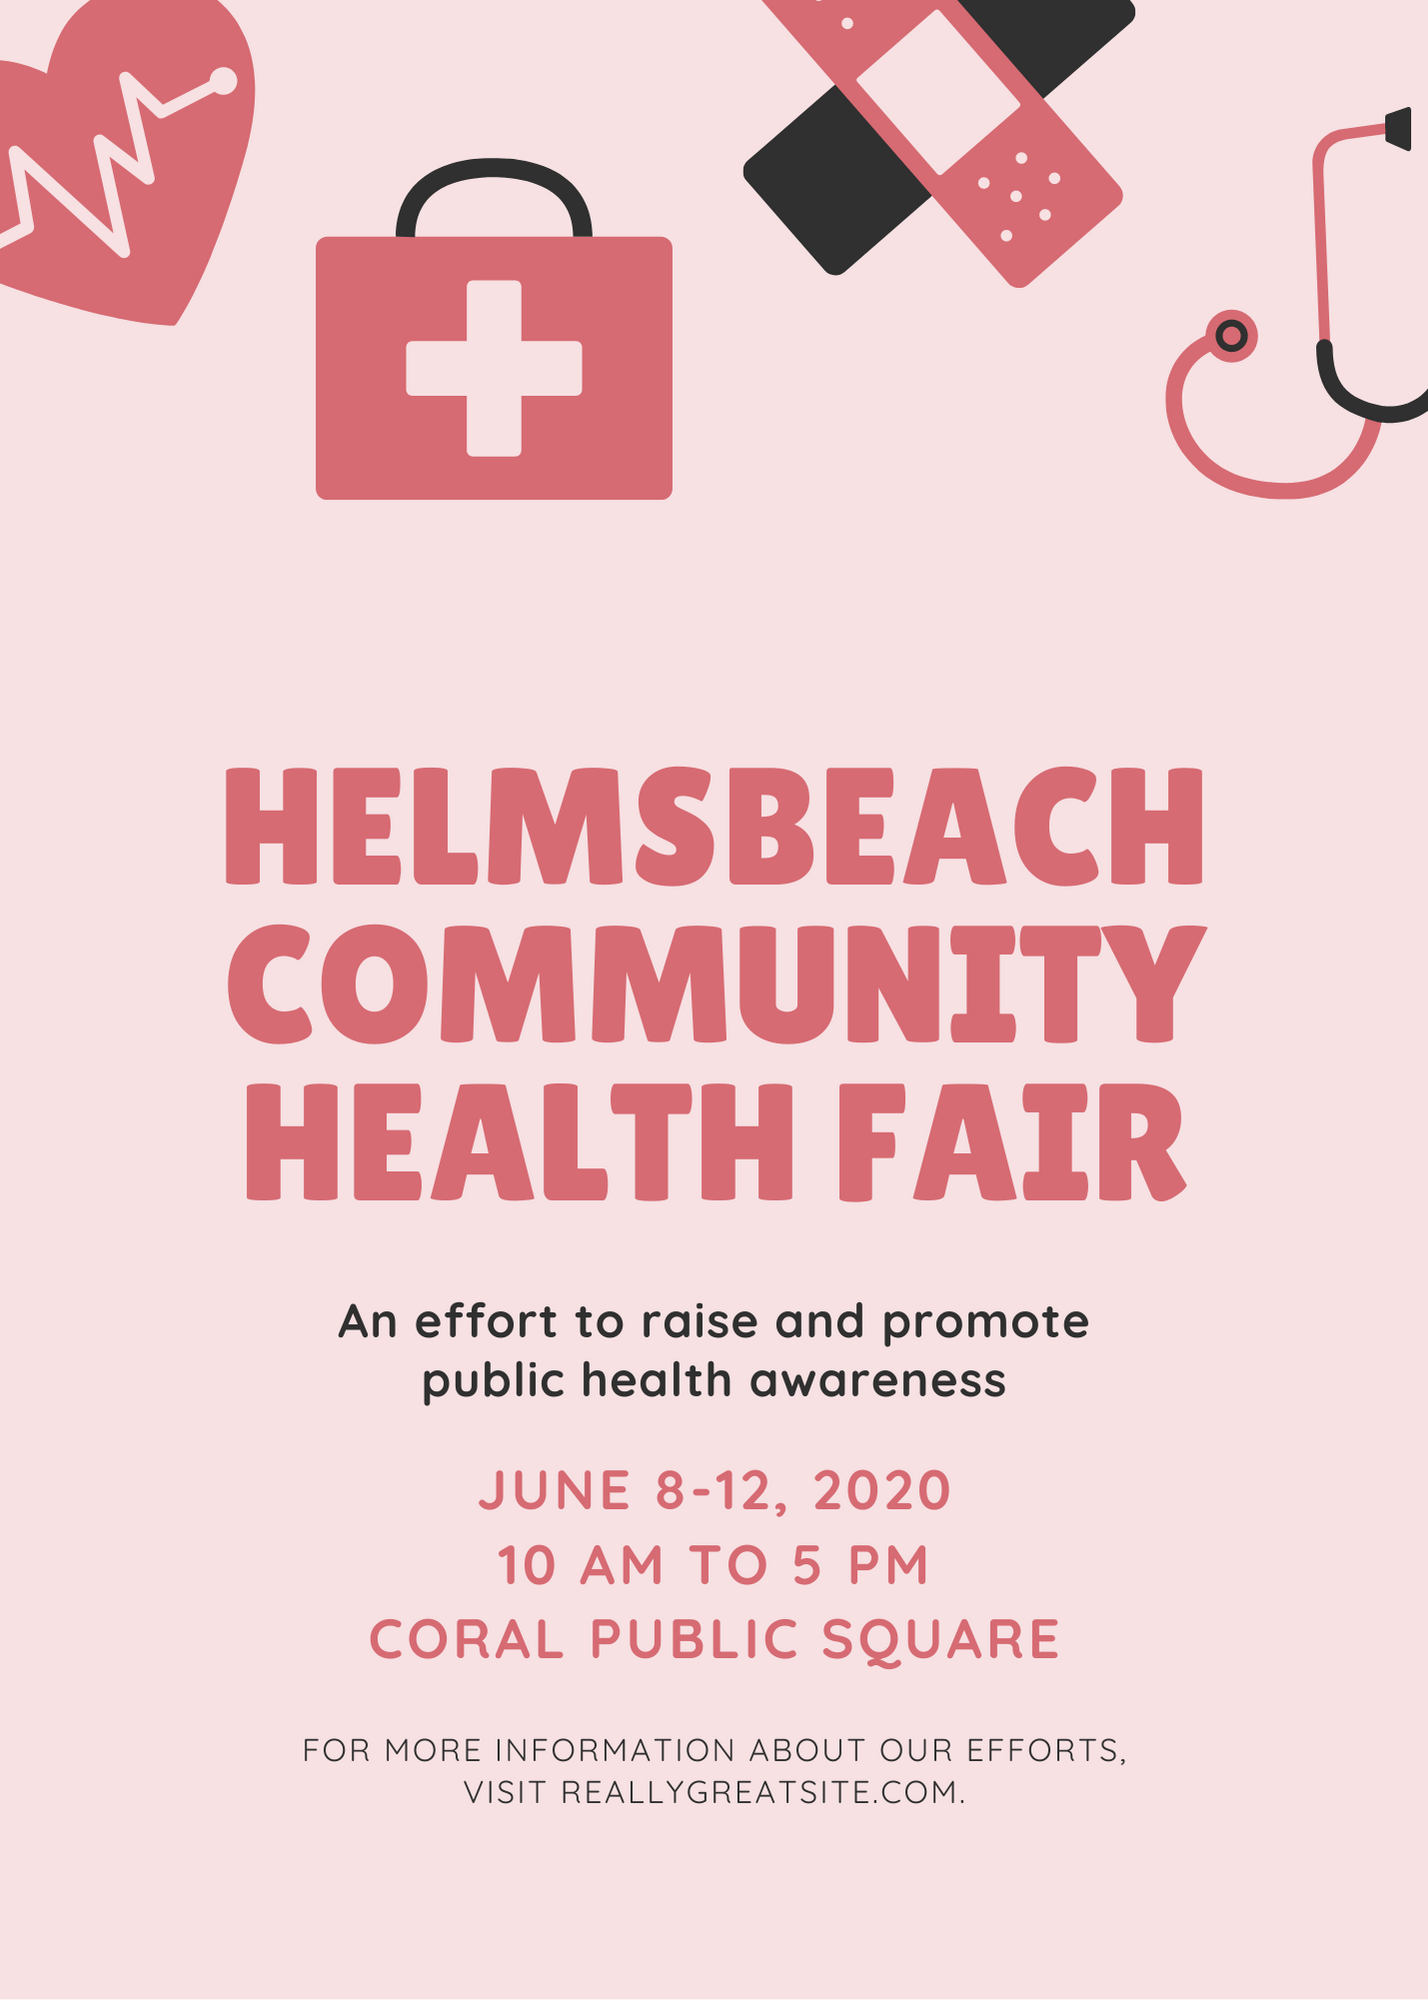 HELMSBEACH
COMMUNITY
HEALTH FAIR
An effort to raise and promote
public health awareness
JUNE 8-12, 2020
10 AM TO 5 PM
CORAL PUBLIC SQUARE
FOR MORE INFORMATION ABOUT OUR EFFORTS,
VISIT REALLYGREATSITE.COM.